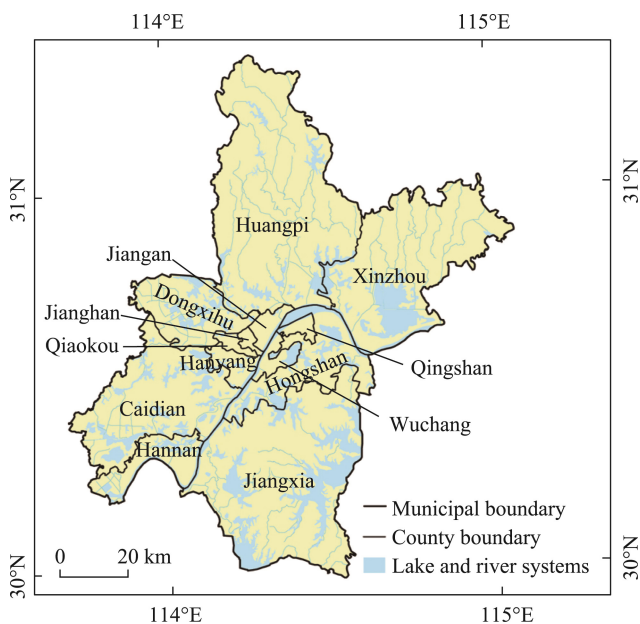 114°E 115°E
31°N 31°N
Huangpi
Jiangan
Xinzhou
Dongxihu
Jianghan
Qiaokou
Hanyang
Hongshan
Qingshan
Caidian
Wuchang
Hannan
Jiangxia
Municipal boundary
County boundary
0 20 km
Lake and river systems
30°N 30°N
114°E 115°E